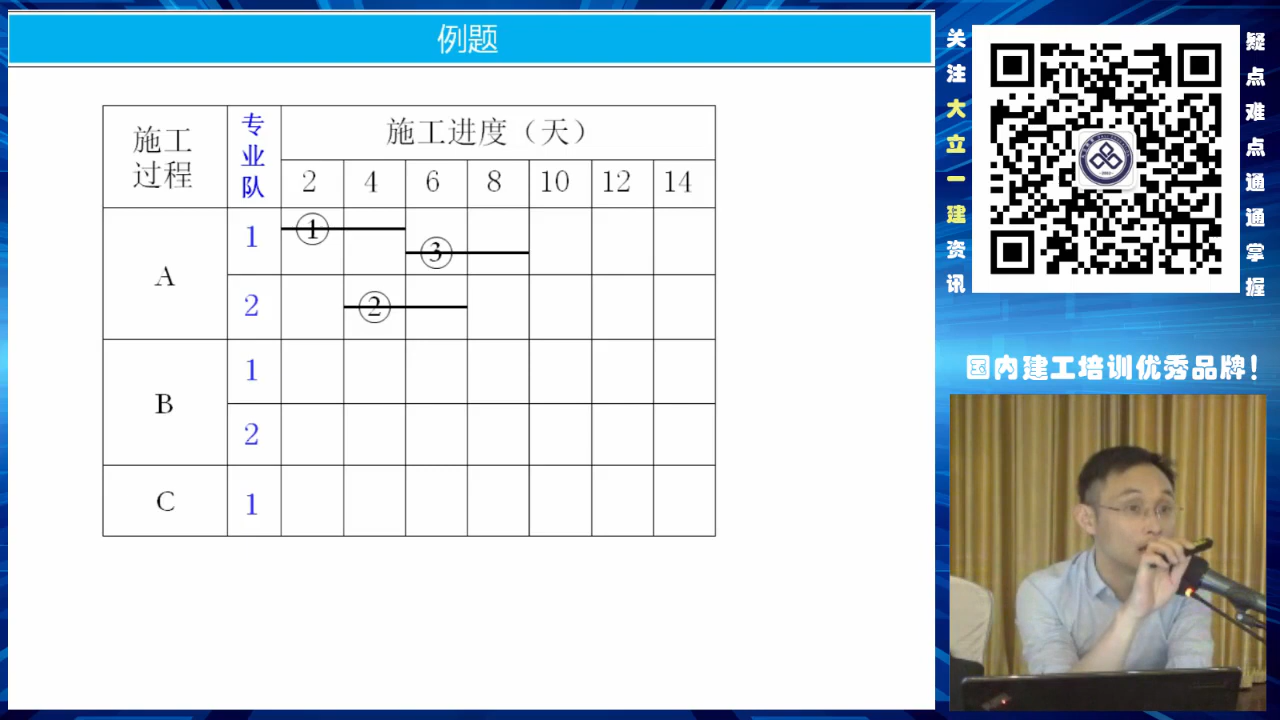 例题
施工
过程
专
业
队
施工进度（天）
2 4 6 8 10 12 14
A
1
①
③
2
②
B
1
2
C
1
关注大立一建资讯
疑点难点通通掌握
国内建工培训优秀品牌！